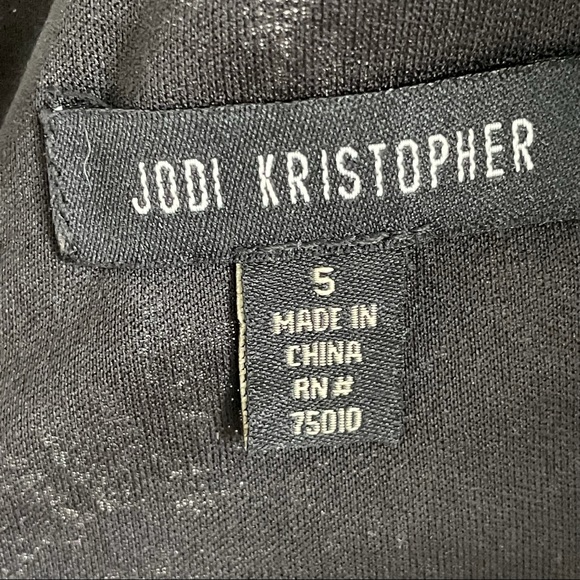 JODI KRISTOPHER
5
MADE IN
CHINA
RN#
75010